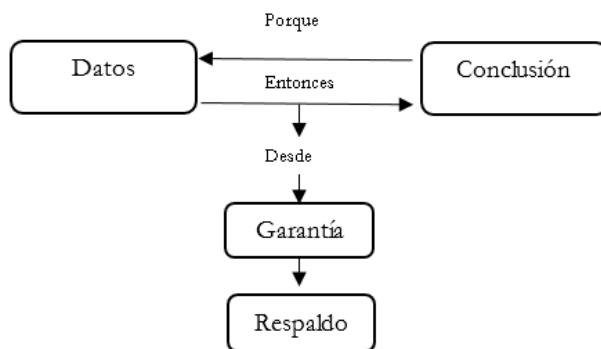 Porque
Datos
Conclusión
Entonces
Desde
Garantía
Respaldo